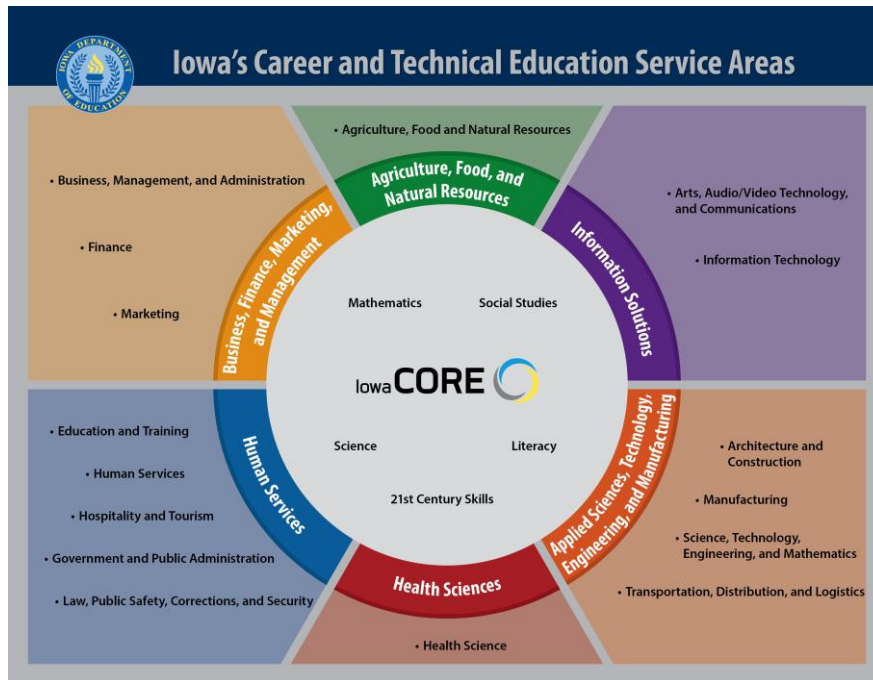 IOWA DEPARTMENT
OF EDUCATION
Iowa's Career and Technical Education Service Areas
• Agriculture, Food and Natural Resources
Agriculture, Food, and
Natural Resources
• Business, Management, and Administration
• Finance
• Marketing
Business, Finance, Marketing,
and Management
• Arts, Audio/Video Technology,
and Communications
• Information Technology
Information Solutions
Mathematics
Social Studies
Iowa CORE
Science
Literacy
21st Century Skills
• Education and Training
• Human Services
• Hospitality and Tourism
• Government and Public Administration
• Law, Public Safety, Corrections, and Security
Human Services
Applied Sciences, Technology,
Engineering, and Manufacturing
• Architecture and
Construction
• Manufacturing
• Science, Technology,
Engineering, and Mathematics
• Transportation, Distribution, and Logistics
Health Sciences
• Health Science